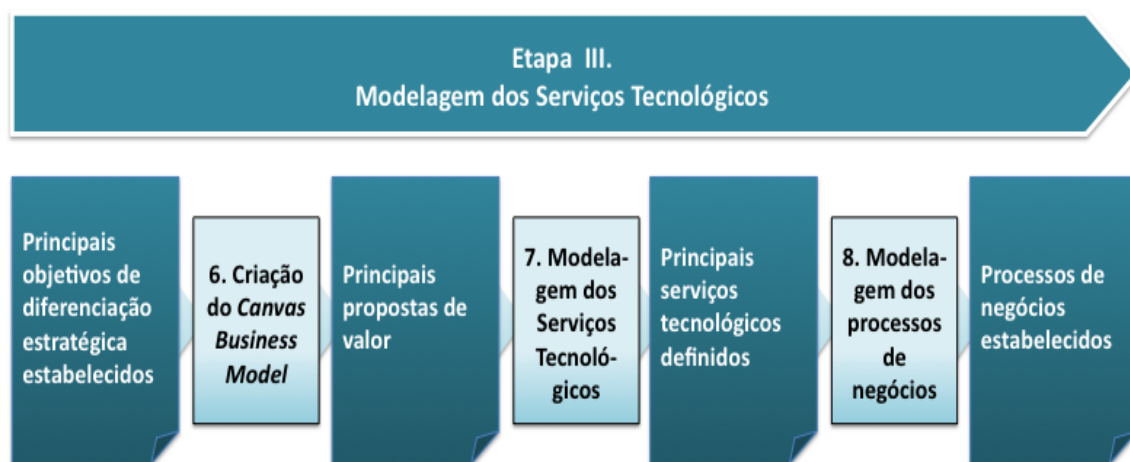 Etapa III.
Modelagem dos Serviços Tecnológicos
Principais
objetivos de
diferenciação
estratégica
estabelecidos
6. Criação
do Canvas
Business
Model
Principais
propostas de
valor
7. Modela-
gem dos
Serviços
Tecnoló-
gicos
Principais
serviços
tecnológicos
definidos
8. Modela-
gem dos
processos
de
negócios
Processos de
negócios
estabelecidos